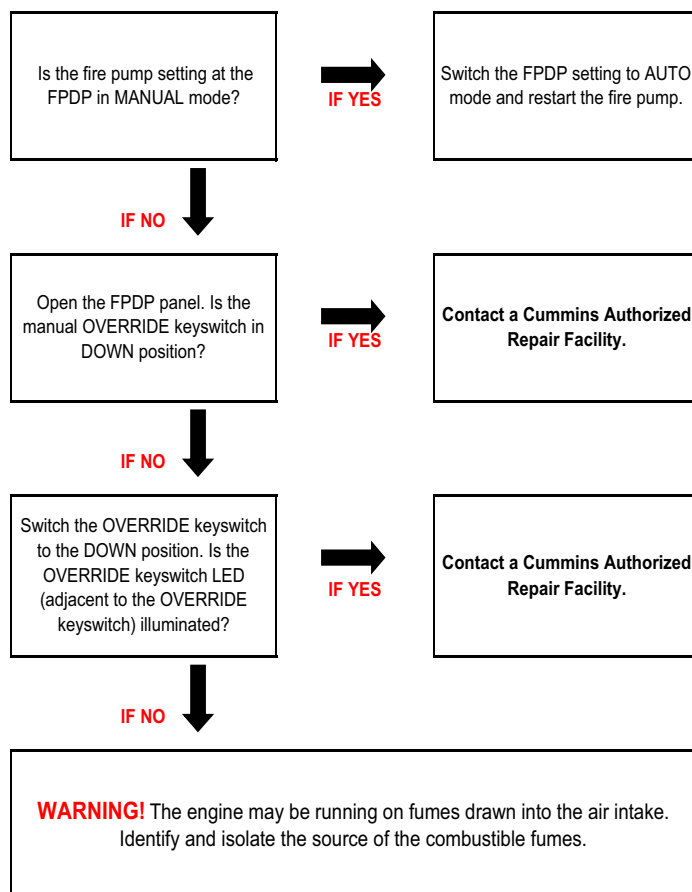 Is the fire pump setting at the
FPDP in MANUAL mode?
IF YES
Switch the FPDP setting to AUTO
mode and restart the fire pump.
IF NO
Open the FPDP panel. Is the
manual OVERRIDE keyswitch in
DOWN position?
IF YES
Contact a Cummins Authorized
Repair Facility.
IF NO
Switch the OVERRIDE keyswitch
to the DOWN position. Is the
OVERRIDE keyswitch LED
(adjacent to the OVERRIDE
keyswitch) illuminated?
IF YES
Contact a Cummins Authorized
Repair Facility.
IF NO
WARNING! The engine may be running on fumes drawn into the air intake.
Identify and isolate the source of the combustible fumes.